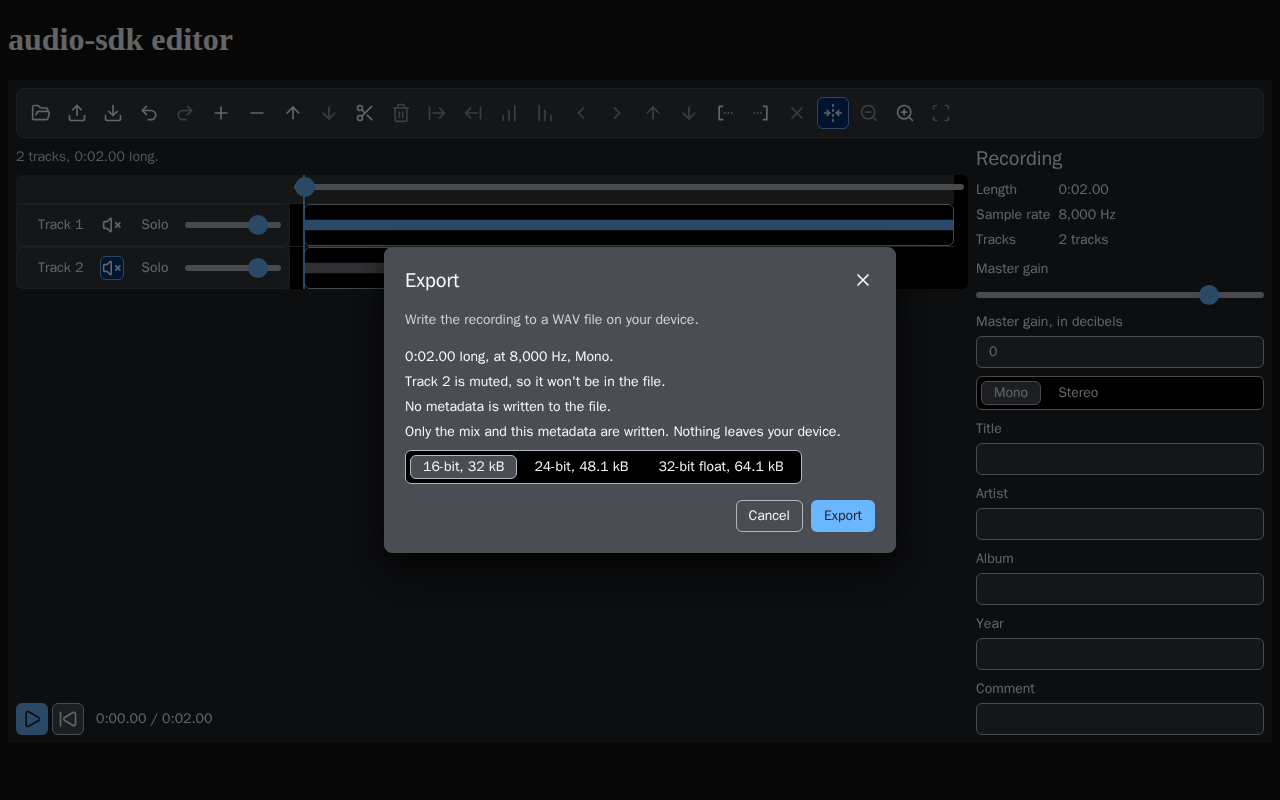 audio-sdk editor
2 tracks, 0:02.00 long.
Track 1 Solo
Track 2 Solo
Export
Write the recording to a WAV file on your device.
0:02.00 long, at 8,000 Hz, Mono.
Track 2 is muted, so it won't be in the file.
No metadata is written to the file.
Only the mix and this metadata are written. Nothing leaves your device.
16-bit, 32 kB 24-bit, 48.1 kB 32-bit float, 64.1 kB
Cancel Export
Recording
Length 0:02.00
Sample rate 8,000 Hz
Tracks 2 tracks
Master gain
Master gain, in decibels
0
Mono Stereo
Title
Artist
Album
Year
Comment
0:00.00 / 0:02.00